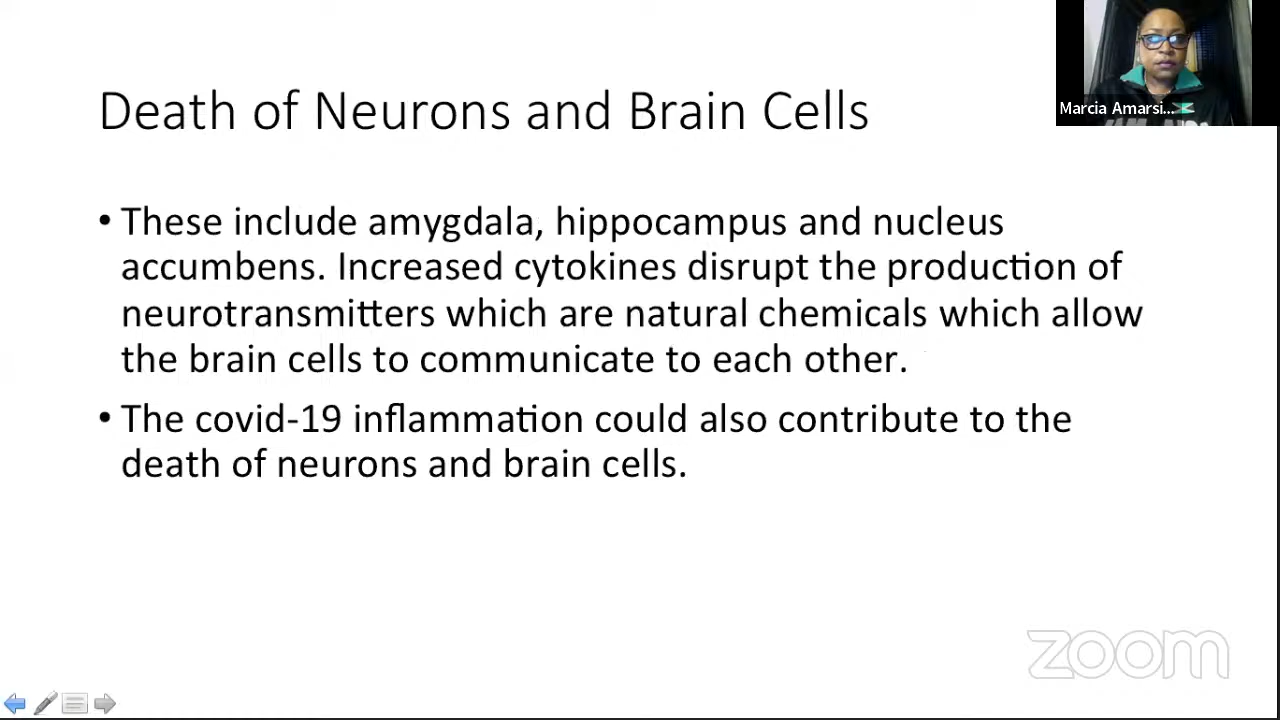 Death of Neurons and Brain Cells
Marcia Amarsi...
• These include amygdala, hippocampus and nucleus
accumbens. Increased cytokines disrupt the production of
neurotransmitters which are natural chemicals which allow
the brain cells to communicate to each other.
• The covid-19 inflammation could also contribute to the
death of neurons and brain cells.
zoom